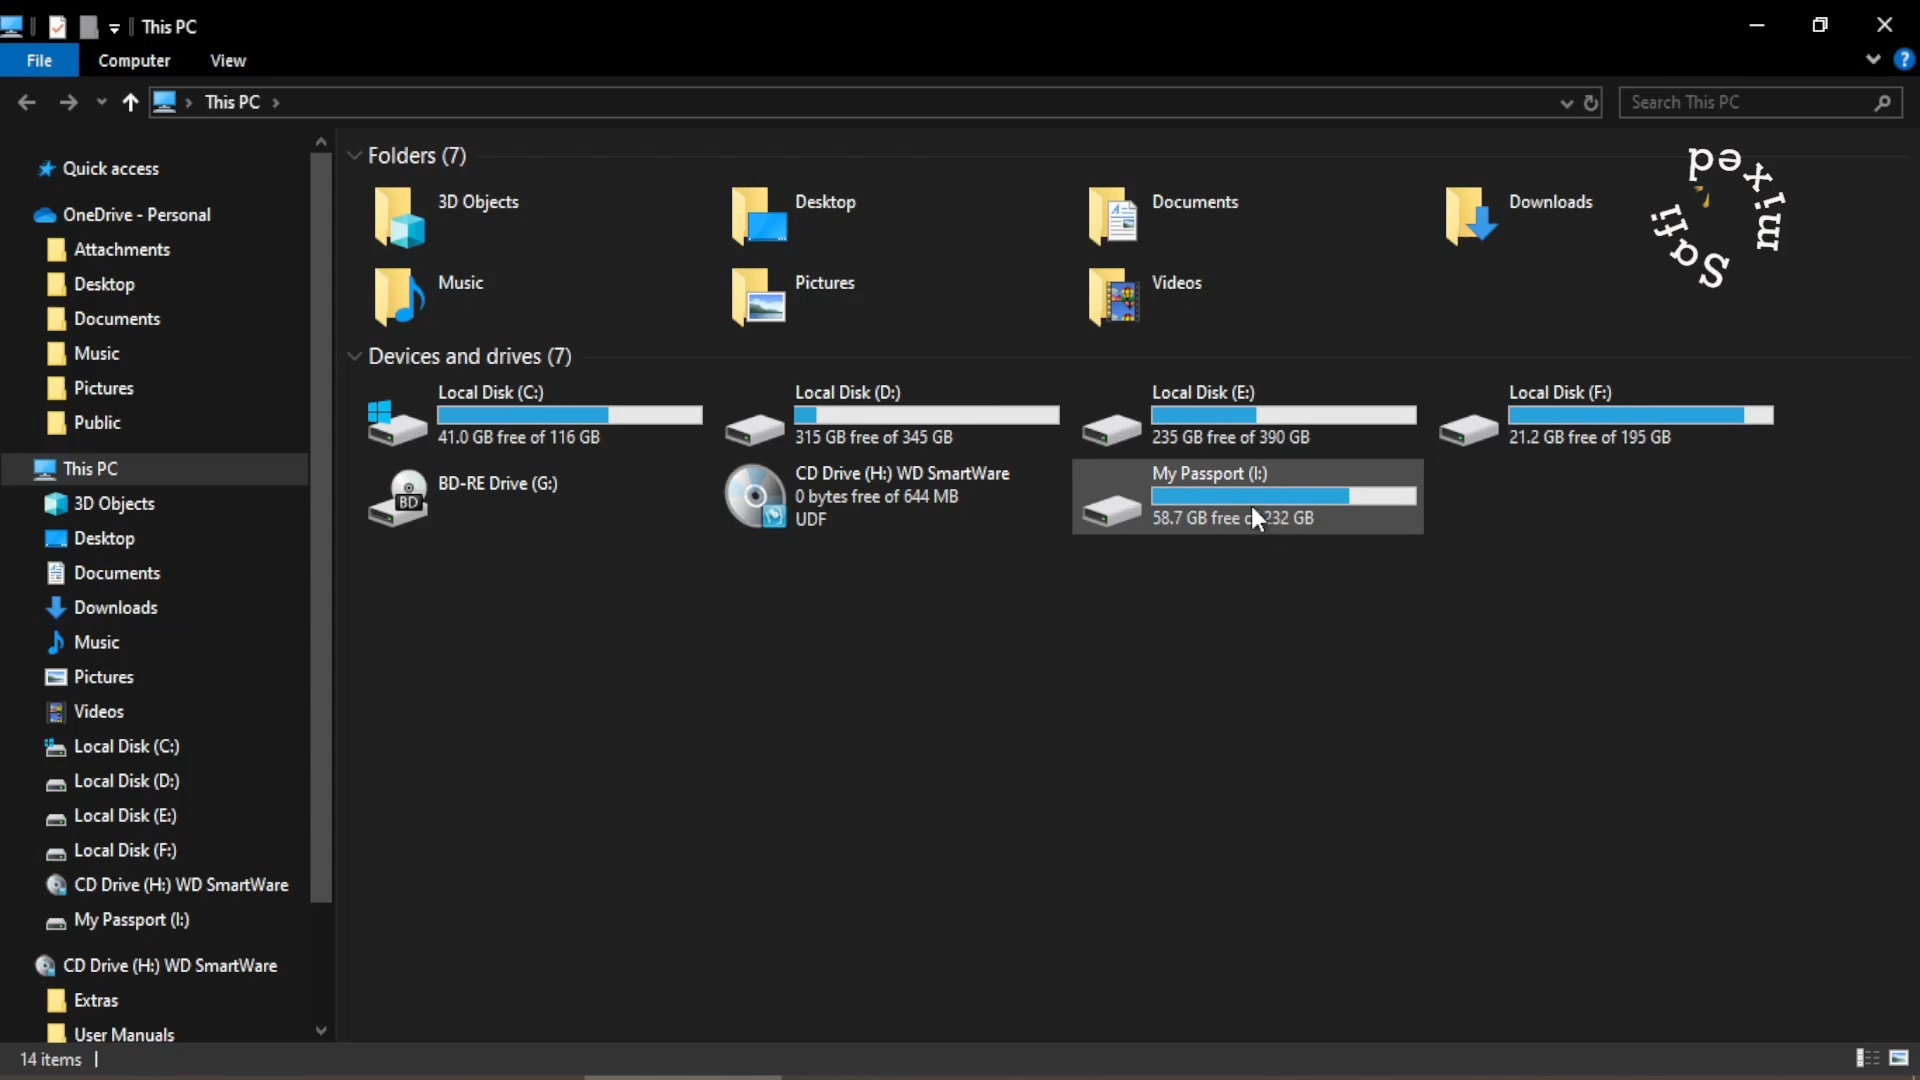 This PC
File
Computer
View
This PC
Search This PC
Quick access
OneDrive - Personal
Attachments
Desktop
Documents
Music
Pictures
Public
This PC
3D Objects
Desktop
Documents
Downloads
Music
Pictures
Videos
Local Disk (C:)
Local Disk (D:)
Local Disk (E:)
Local Disk (F:)
CD Drive (H:) WD SmartWare
My Passport (I:)
CD Drive (H:) WD SmartWare
Extras
User Manuals
Folders (7)
3D Objects
Desktop
Documents
Downloads
Music
Pictures
Videos
Devices and drives (7)
Local Disk (C:)
41.0 GB free of 116 GB
Local Disk (D:)
315 GB free of 345 GB
Local Disk (E:)
235 GB free of 390 GB
Local Disk (F:)
21.2 GB free of 195 GB
BD-RE Drive (G:)
BD
CD Drive (H:) WD SmartWare
0 bytes free of 644 MB
UDF
My Passport (I:)
58.7 GB free 232 GB
Safi mixed
14 items